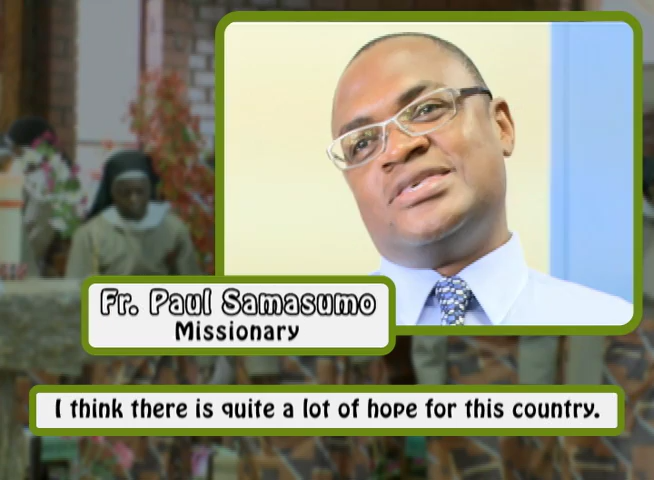 Fr. Paul Samasumo
Missionary
I think there is quite a lot of hope for this country.